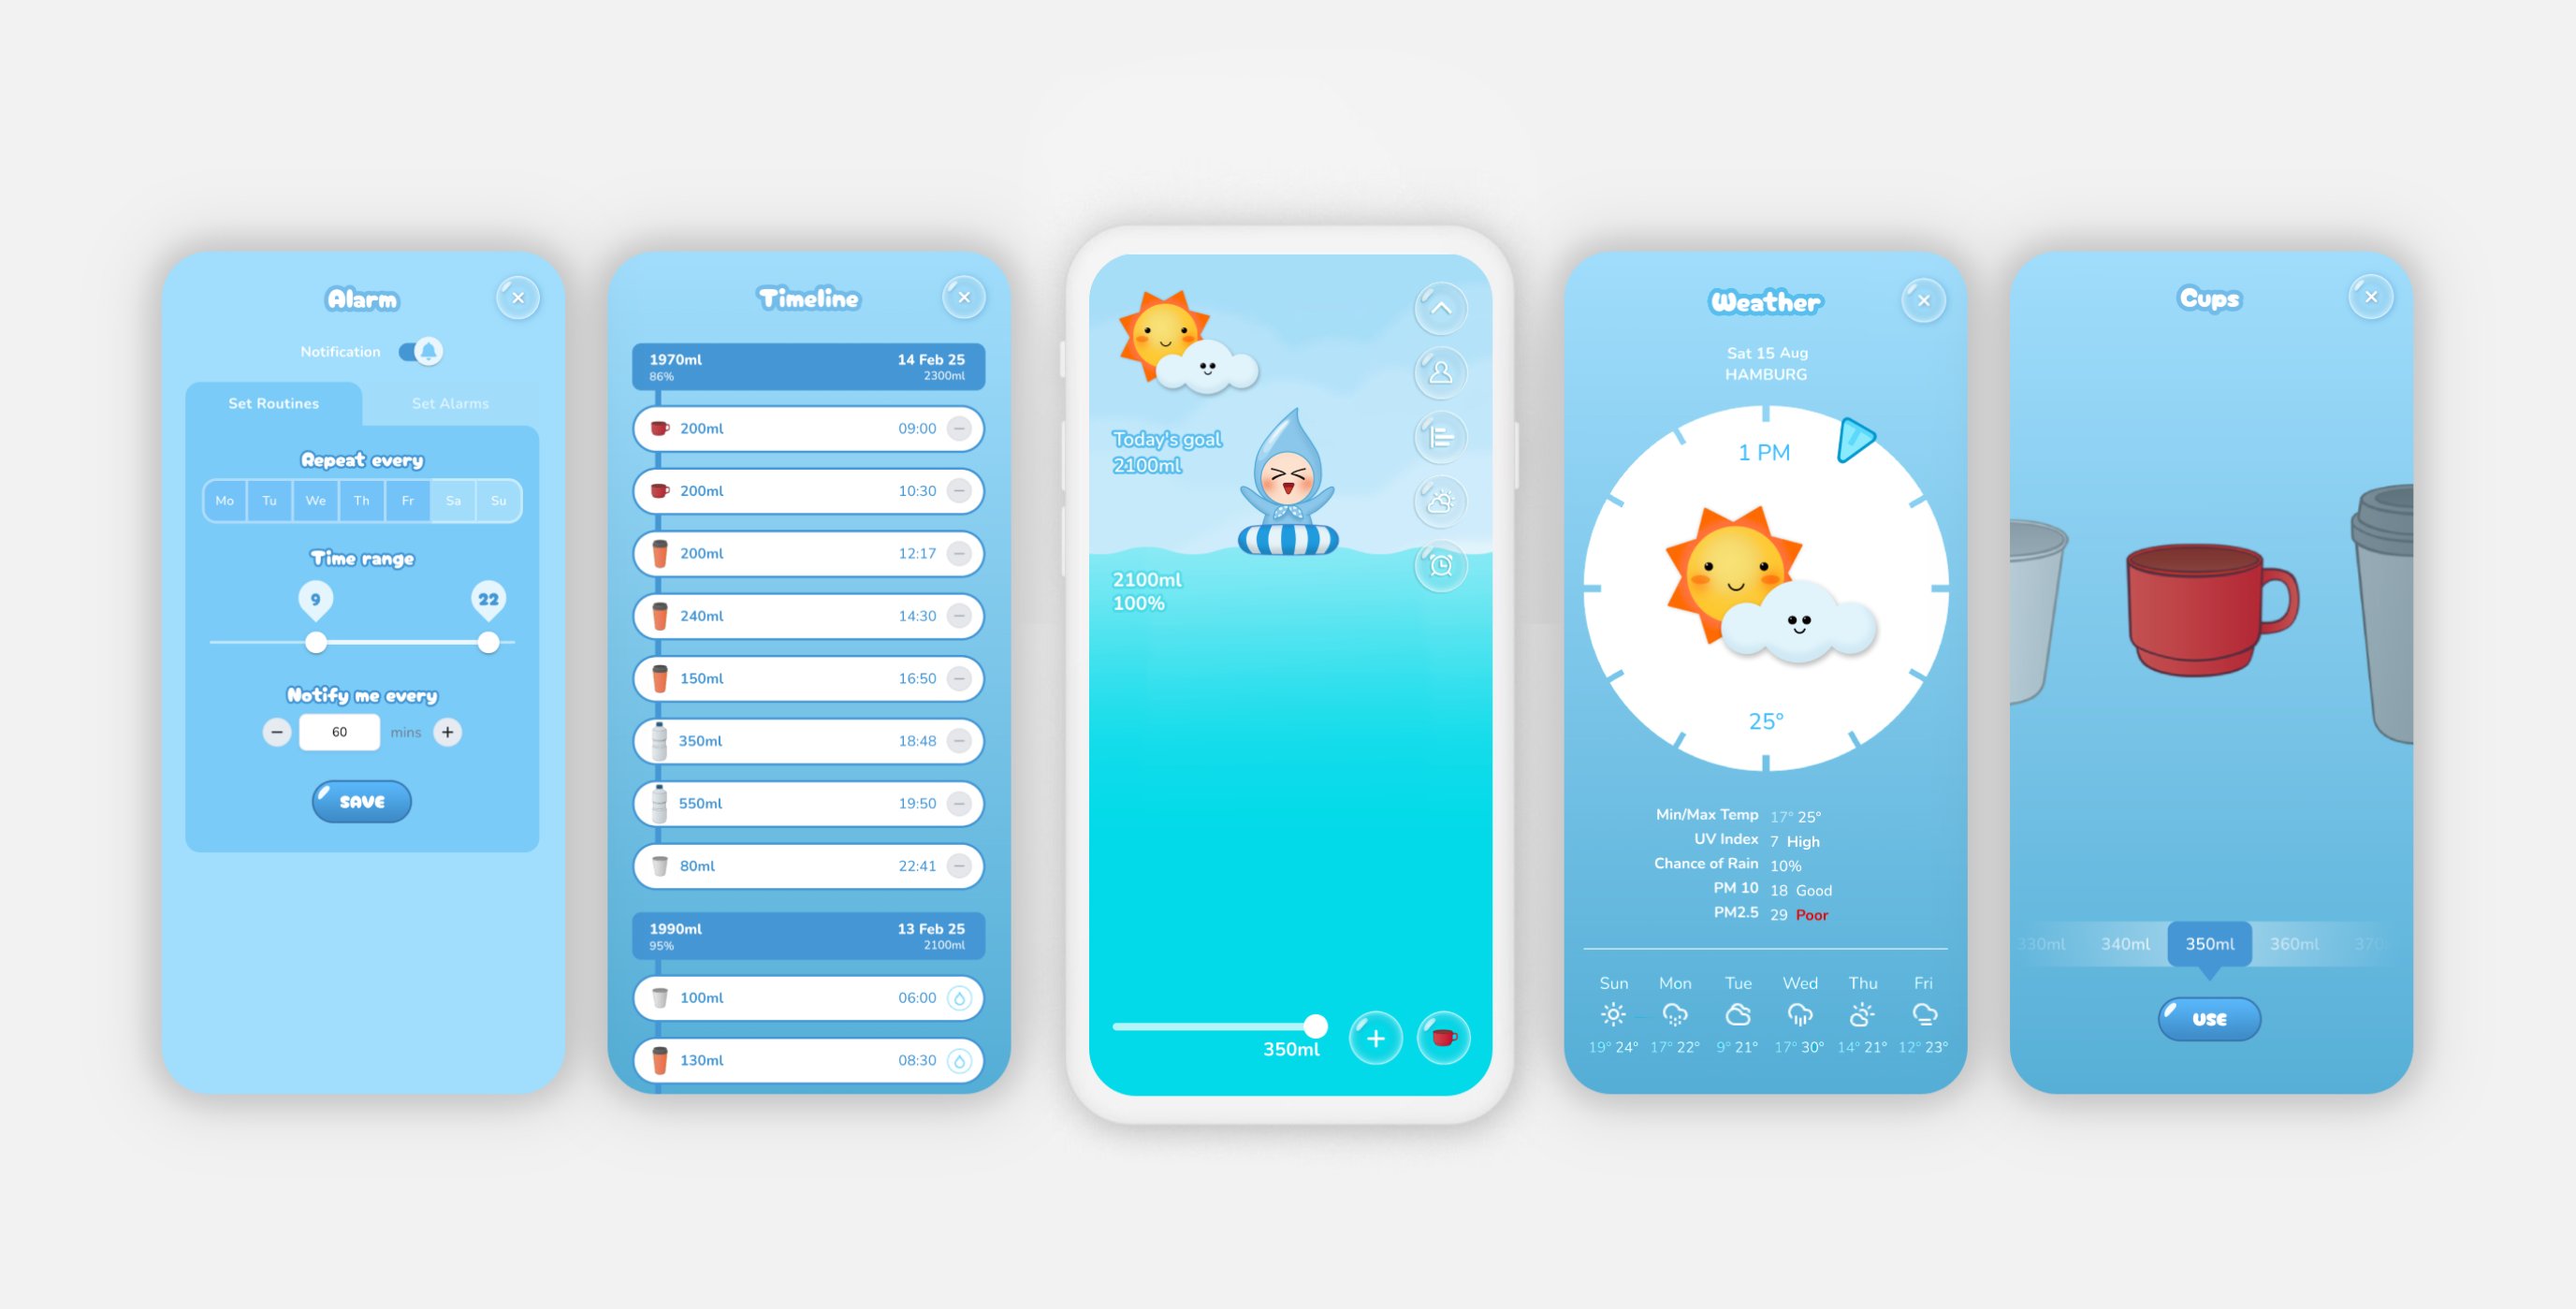 Alarm
Notification
Set Routines
Set Alarms
Repeat every
Mo Tu We Th Fr Sa Su
Time range
9 22
Notify me every
60 mins
SAVE
Timeline
1970ml 14 Feb 25
86% 2300ml
200ml 09:00
200ml 10:30
200ml 12:17
240ml 14:30
150ml 16:50
350ml 18:48
550ml 19:50
80ml 22:41
1990ml 13 Feb 25
95% 2100ml
100ml 06:00
130ml 08:30
Today's goal
2100ml
2100ml
100%
350ml
Weather
Sat 15 Aug
HAMBURG
1 PM
25°
Min/Max Temp 17° 25°
UV Index 7 High
Chance of Rain 10%
PM 10 18 Good
PM2.5 29 Poor
Sun Mon Tue Wed Thu Fri
19° 24° 17° 22° 9° 21° 17° 30° 14° 21° 12° 23°
Cups
330ml 340ml 350ml 360ml 370
USE